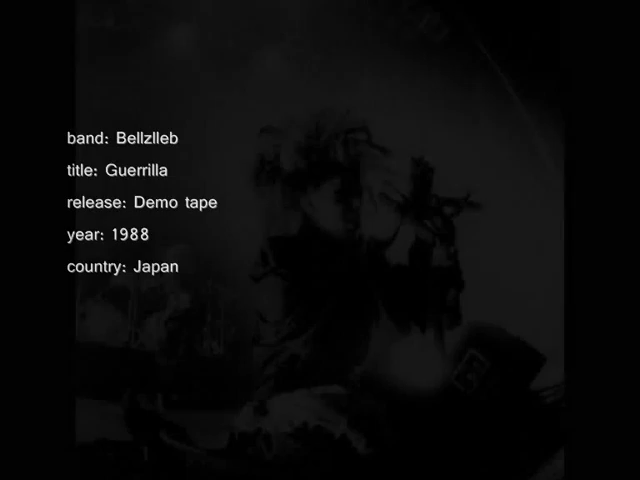 band: Bellzlleb
title: Guerrilla
release: Demo tape
year: 1988
country: Japan